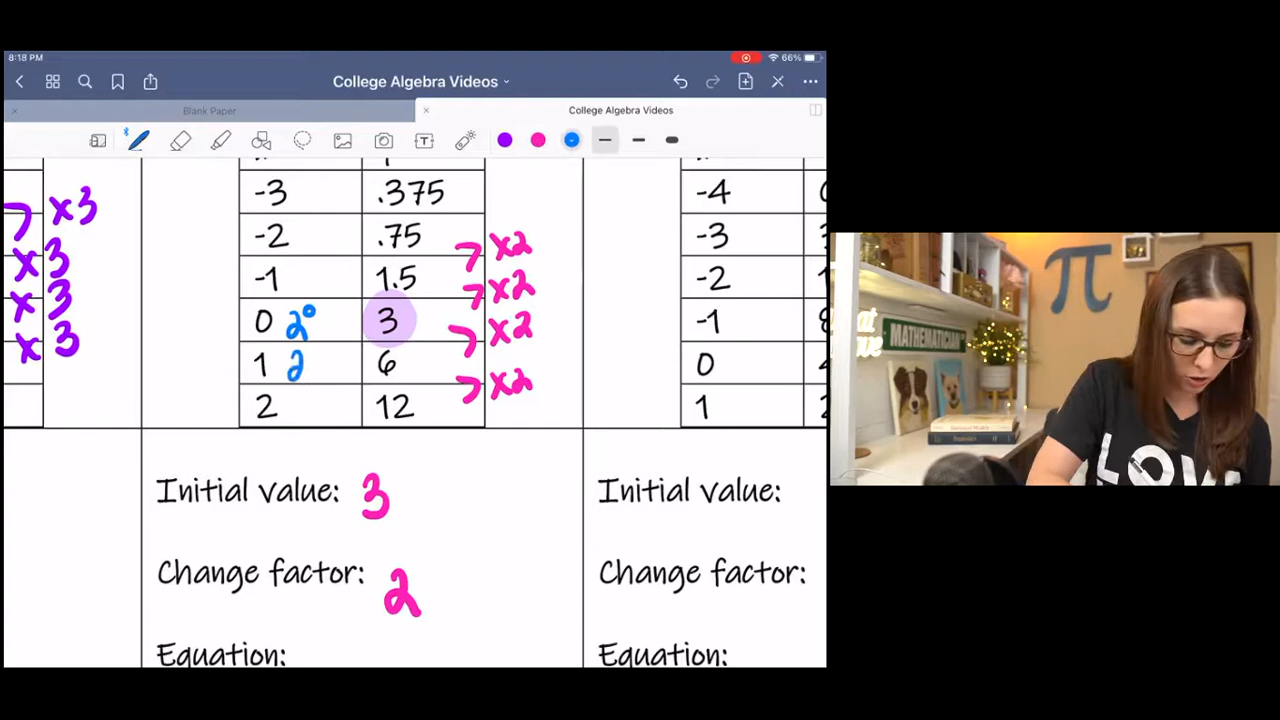 8:18 PM
66%
College Algebra Videos
Blank Paper
College Algebra Videos
T
x3
x3
x3
x3
-3 .375
-2 .75
x2
-1 1.5
x2
0 2° 3
x2
1 2 6
x2
2 12
-4
-3
-2
-1
0
1
Initial value: 3
Change factor: 2
Equation:
Initial value:
Change factor:
Equation:
MATHEMATICIAN
π
LOVE